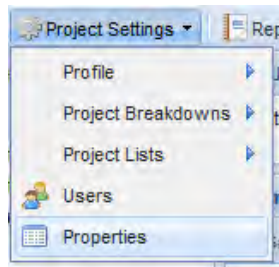 Project Settings Rep
Profile
Project Breakdowns
Project Lists
Users
Properties